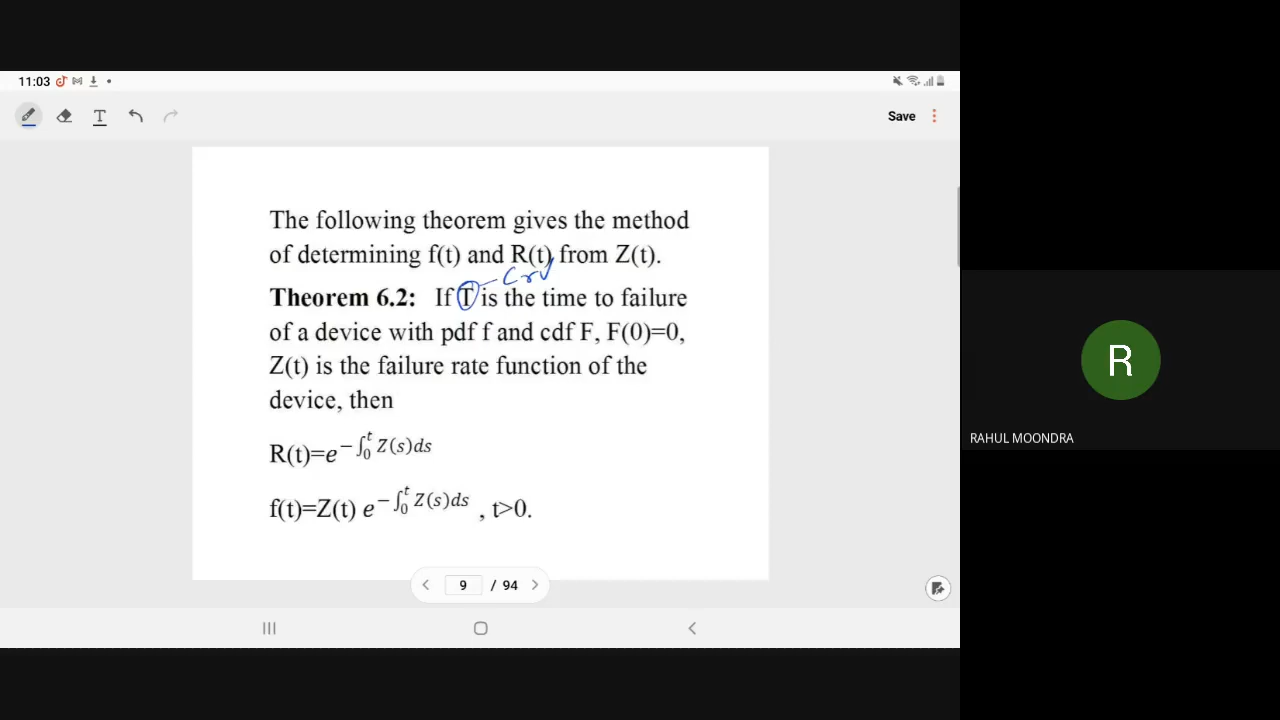 11:03
Save
The following theorem gives the method
of determining f(t) and R(t) from Z(t).
Crv
Theorem 6.2: If T is the time to failure
of a device with pdf f and cdf F, F(0)=0,
Z(t) is the failure rate function of the
device, then
R(t)=e^{-∫_0^t Z(s)ds}
f(t)=Z(t) e^{-∫_0^t Z(s)ds} , t>0.
9 / 94
R
RAHUL MOONDRA